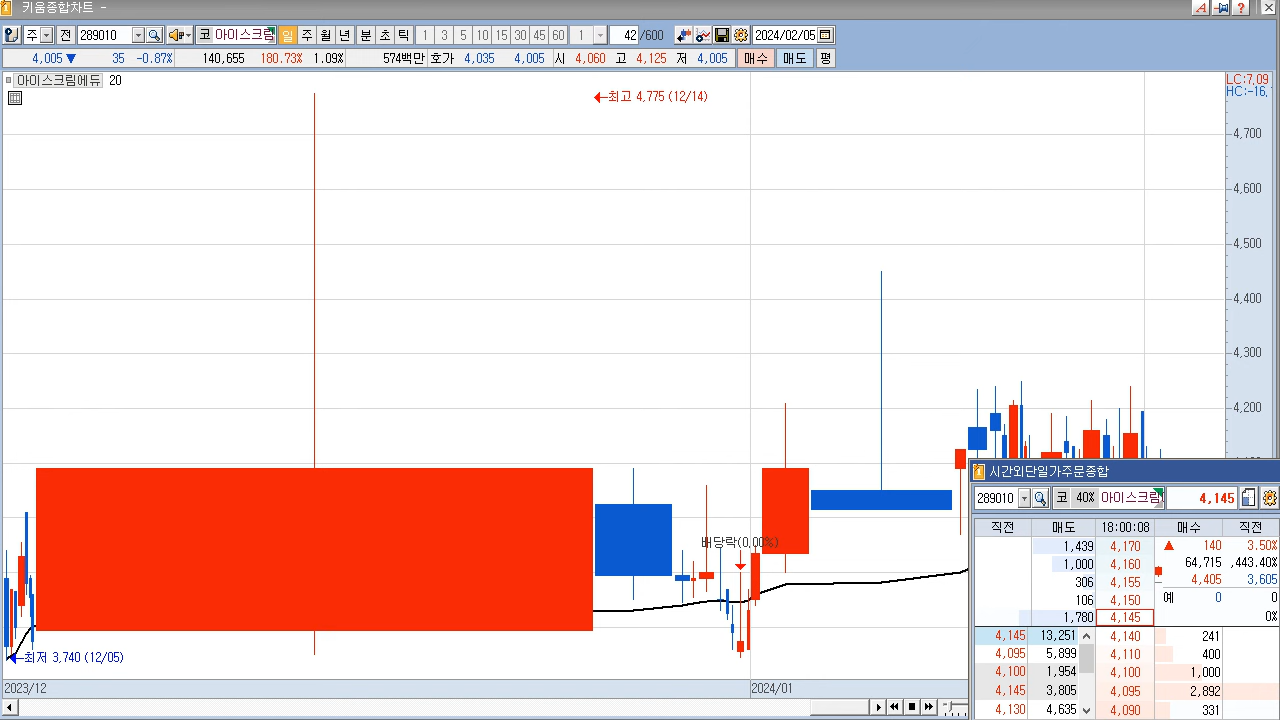 키움종합차트 -
주 전 289010 코 아이스크림 일 주 월 년 분 초 틱 1 3 5 10 15 30 45 60 1 42 /600 2024/02/05
4,005 ▼ 35 -0.87% 140,655 180.73% 1.09% 574백만 호가 4,035 4,005 시 4,060 고 4,125 저 4,005 매수 매도 평
아이스크림에듀 20
LC:7,09
HC:-16,
←최고 4,775 (12/14)
4,700
4,600
4,500
4,400
4,300
4,200
배당락(0.00%)
←최저 3,740 (12/05)
2023/12 2024/01
시간외단일가주문종합
289010 코 40% 아이스크림 4,145
직전 매도 18:00:08 매수 직전
1,439 4,170 ▲ 140 3.50%
1,000 4,160 64,715 ,443.40%
306 4,155 4,405 3,605
106 4,150 예 0 0
1,780 4,145 0%
4,145 13,251 4,140 241
4,095 5,899 4,110 400
4,100 1,954 4,100 1,000
4,145 3,805 4,095 2,892
4,130 4,635 4,090 331